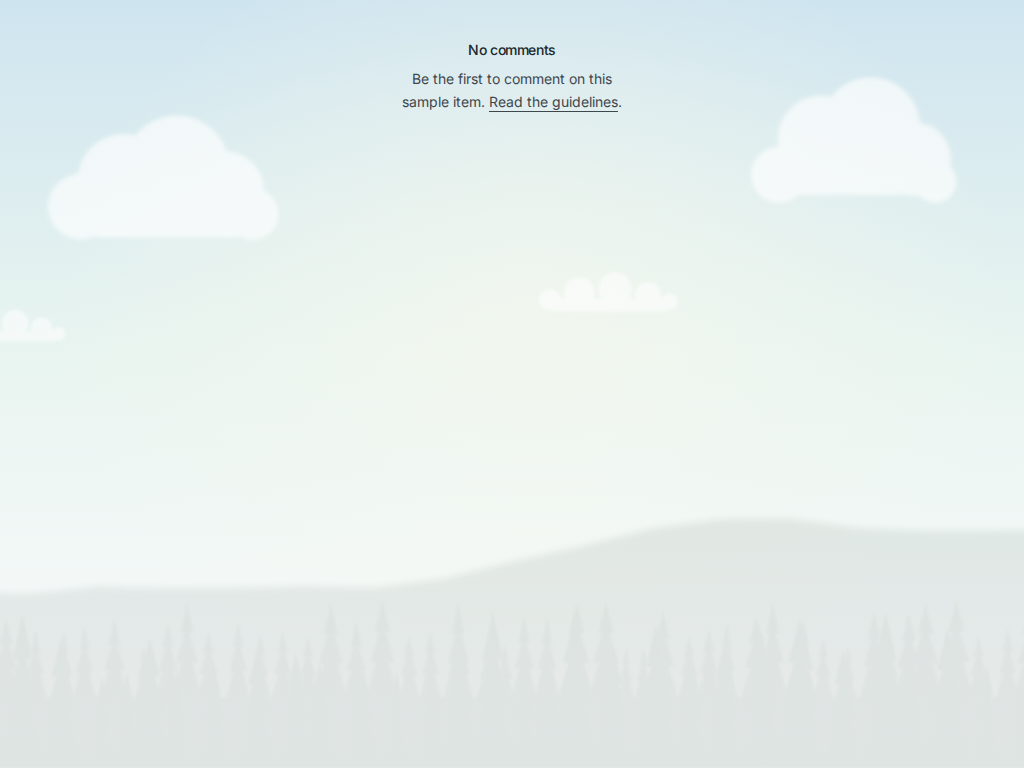 No comments
Be the first to comment on this
sample item. Read the guidelines.